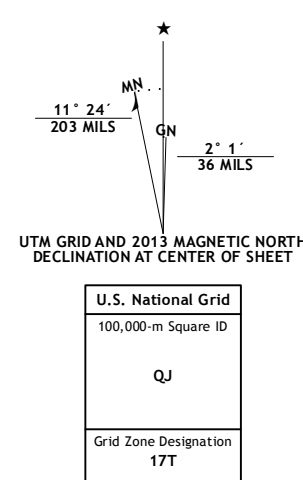 ★
MN
11° 24´
203 MILS
GN
2° 1´
36 MILS
UTM GRID AND 2013 MAGNETIC NORTH
DECLINATION AT CENTER OF SHEET
U.S. National Grid
100,000-m Square ID
QJ
Grid Zone Designation
17T